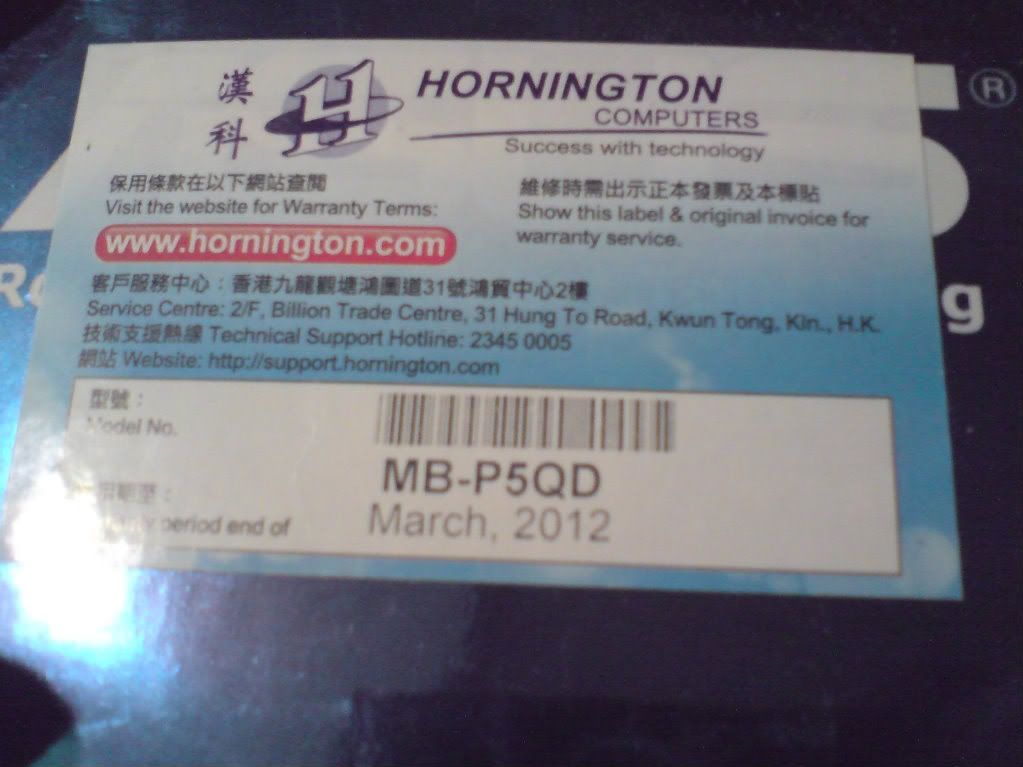 漢科
HORNINGTON
COMPUTERS
Success with technology
®
保用條款在以下網站查閱
Visit the website for Warranty Terms:
www.hornington.com
維修時需出示正本發票及本標貼
Show this label & original invoice for
warranty service.
客戶服務中心：香港九龍觀塘鴻圖道31號鴻貿中心2樓
Service Centre: 2/F, Billion Trade Centre, 31 Hung To Road, Kwun Tong, Kln., H.K.
技術支援熱線 Technical Support Hotline: 2345 0005
網站 Website: http://support.hornington.com
型號：
Model No.
MB-P5QD
period end of
March, 2012